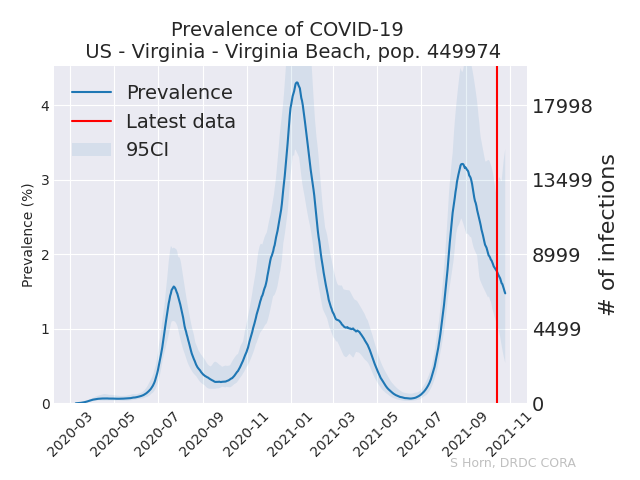 Prevalence of COVID-19
US - Virginia - Virginia Beach, pop. 449974
Prevalence
Latest data
95CI
Prevalence (%)
4
3
2
1
0
17998
13499
8999
4499
0
# of infections
2020-03
2020-05
2020-07
2020-09
2020-11
2021-01
2021-03
2021-05
2021-07
2021-09
2021-11
S Horn, DRDC CORA